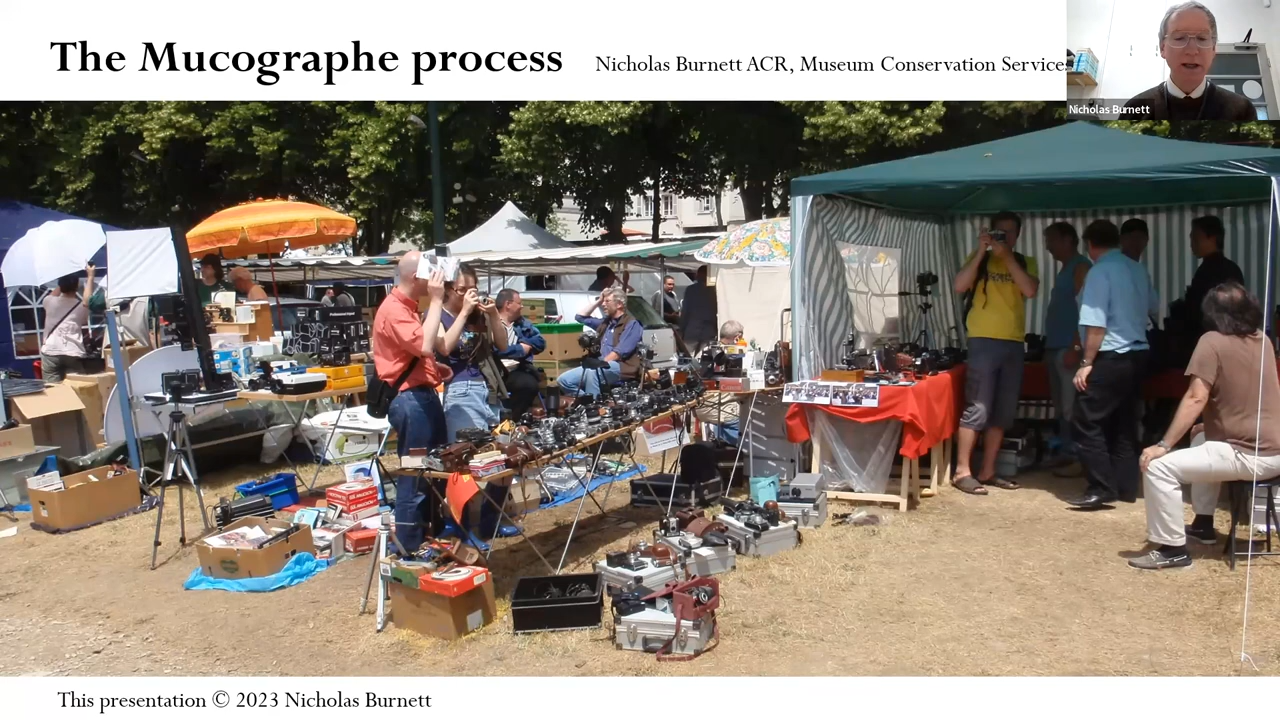 The Mucographe process
Nicholas Burnett ACR, Museum Conservation Services
Nicholas Burnett
This presentation © 2023 Nicholas Burnett